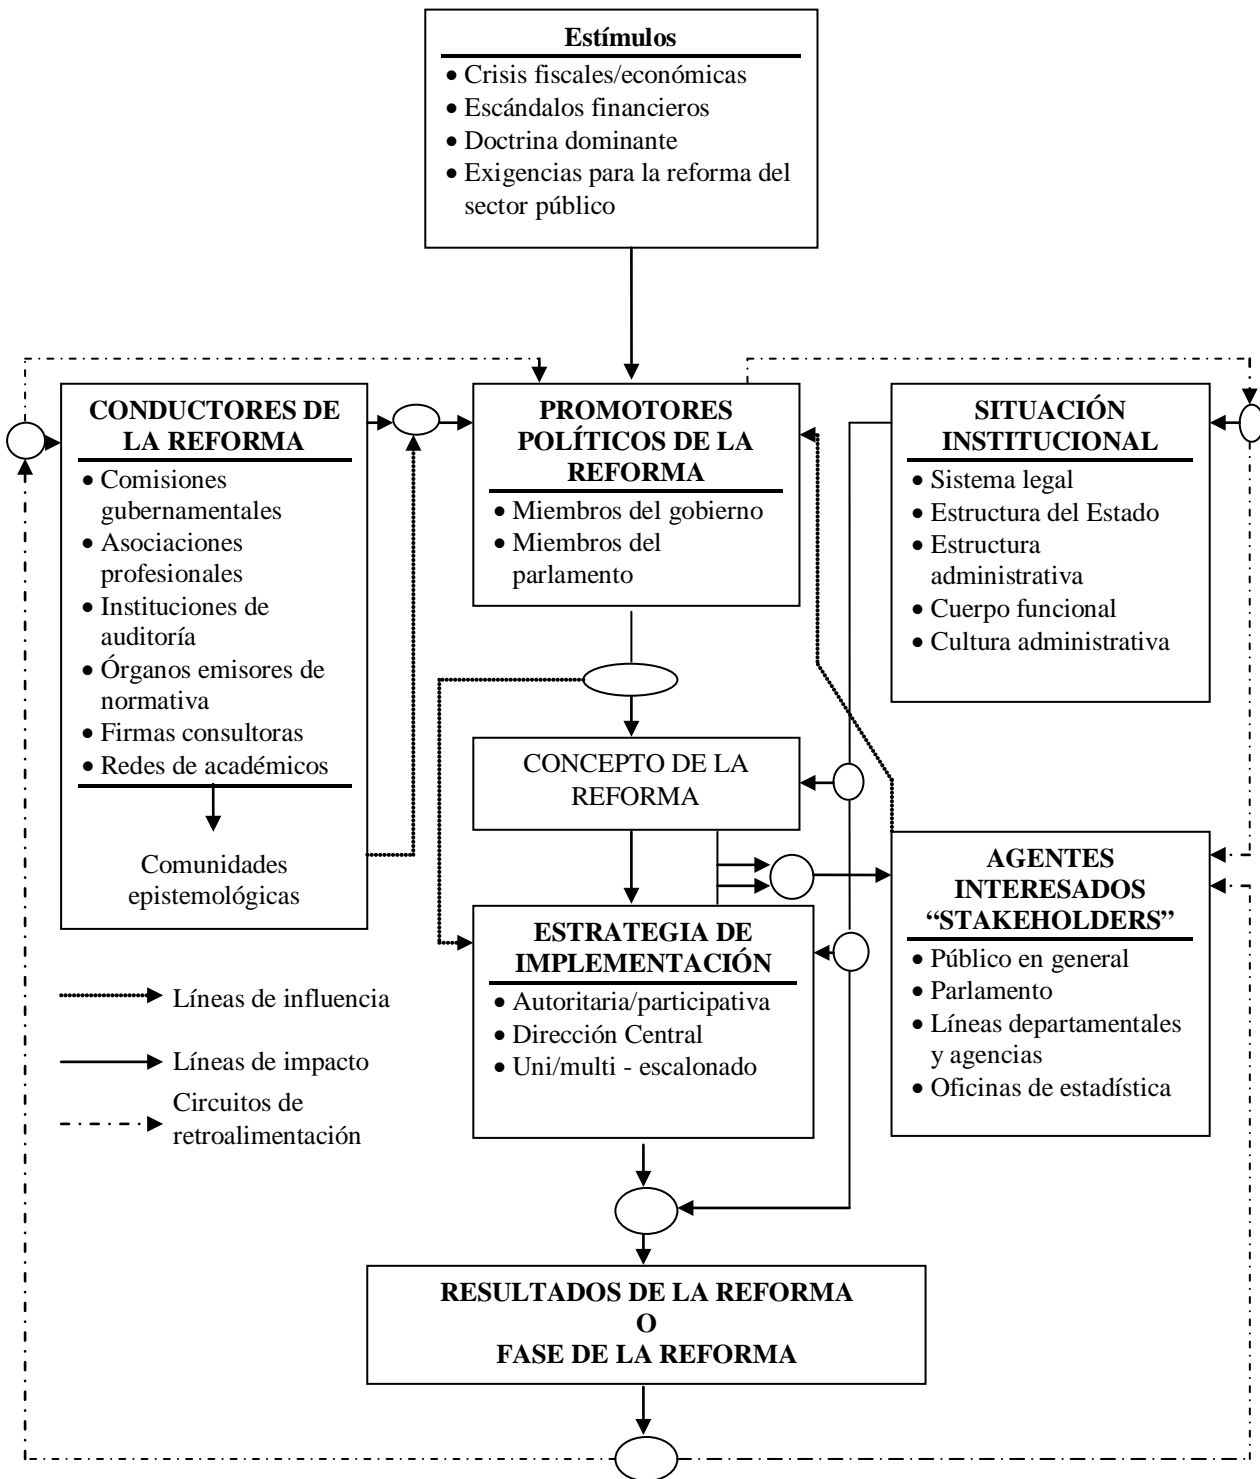 Estímulos
• Crisis fiscales/económicas
• Escándalos financieros
• Doctrina dominante
• Exigencias para la reforma del
sector público
CONDUCTORES DE
LA REFORMA
• Comisiones
gubernamentales
• Asociaciones
profesionales
• Instituciones de
auditoría
• Órganos emisores de
normativa
• Firmas consultoras
• Redes de académicos
Comunidades
epistemológicas
PROMOTORES
POLÍTICOS DE LA
REFORMA
• Miembros del gobierno
• Miembros del
parlamento
SITUACIÓN
INSTITUCIONAL
• Sistema legal
• Estructura del Estado
• Estructura
administrativa
• Cuerpo funcional
• Cultura administrativa
CONCEPTO DE LA
REFORMA
AGENTES
INTERESADOS
“STAKEHOLDERS”
• Público en general
• Parlamento
• Líneas departamentales
y agencias
• Oficinas de estadística
ESTRATEGIA DE
IMPLEMENTACIÓN
• Autoritaria/participativa
• Dirección Central
• Uni/multi - escalonado
Líneas de influencia
Líneas de impacto
Circuitos de
retroalimentación
RESULTADOS DE LA REFORMA
O
FASE DE LA REFORMA